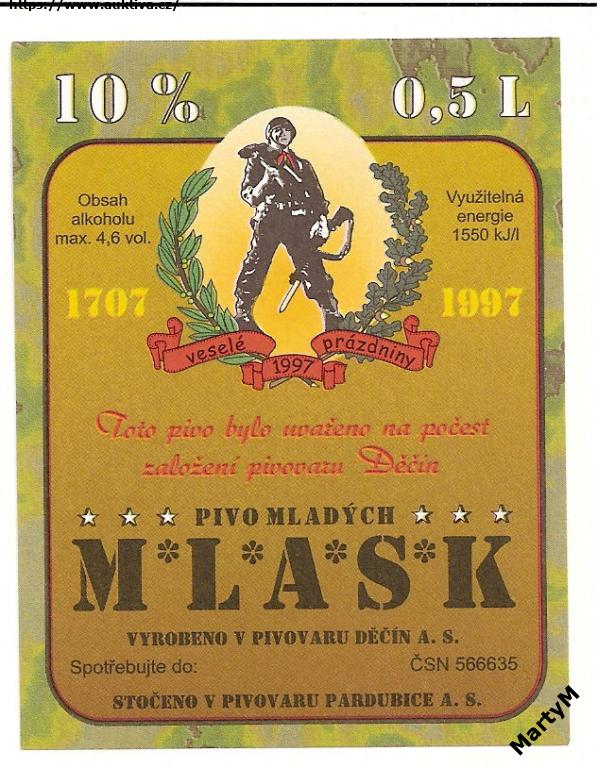 https://www.auktiva.cz/
10 % 0,5 L
Obsah
alkoholu
max. 4,6 vol.
Využitelná
energie
1550 kJ/l
1707 1997
veselé 1997 prázdniny
Toto pivo bylo uvařeno na počest
založení pivovaru Děčín
PIVO MLADÝCH
M*L*A*S*K
VYROBENO V PIVOVARU DĚČÍN A. S.
Spotřebujte do: ČSN 566635
STOČENO V PIVOVARU PARDUBICE A. S.
MartyM